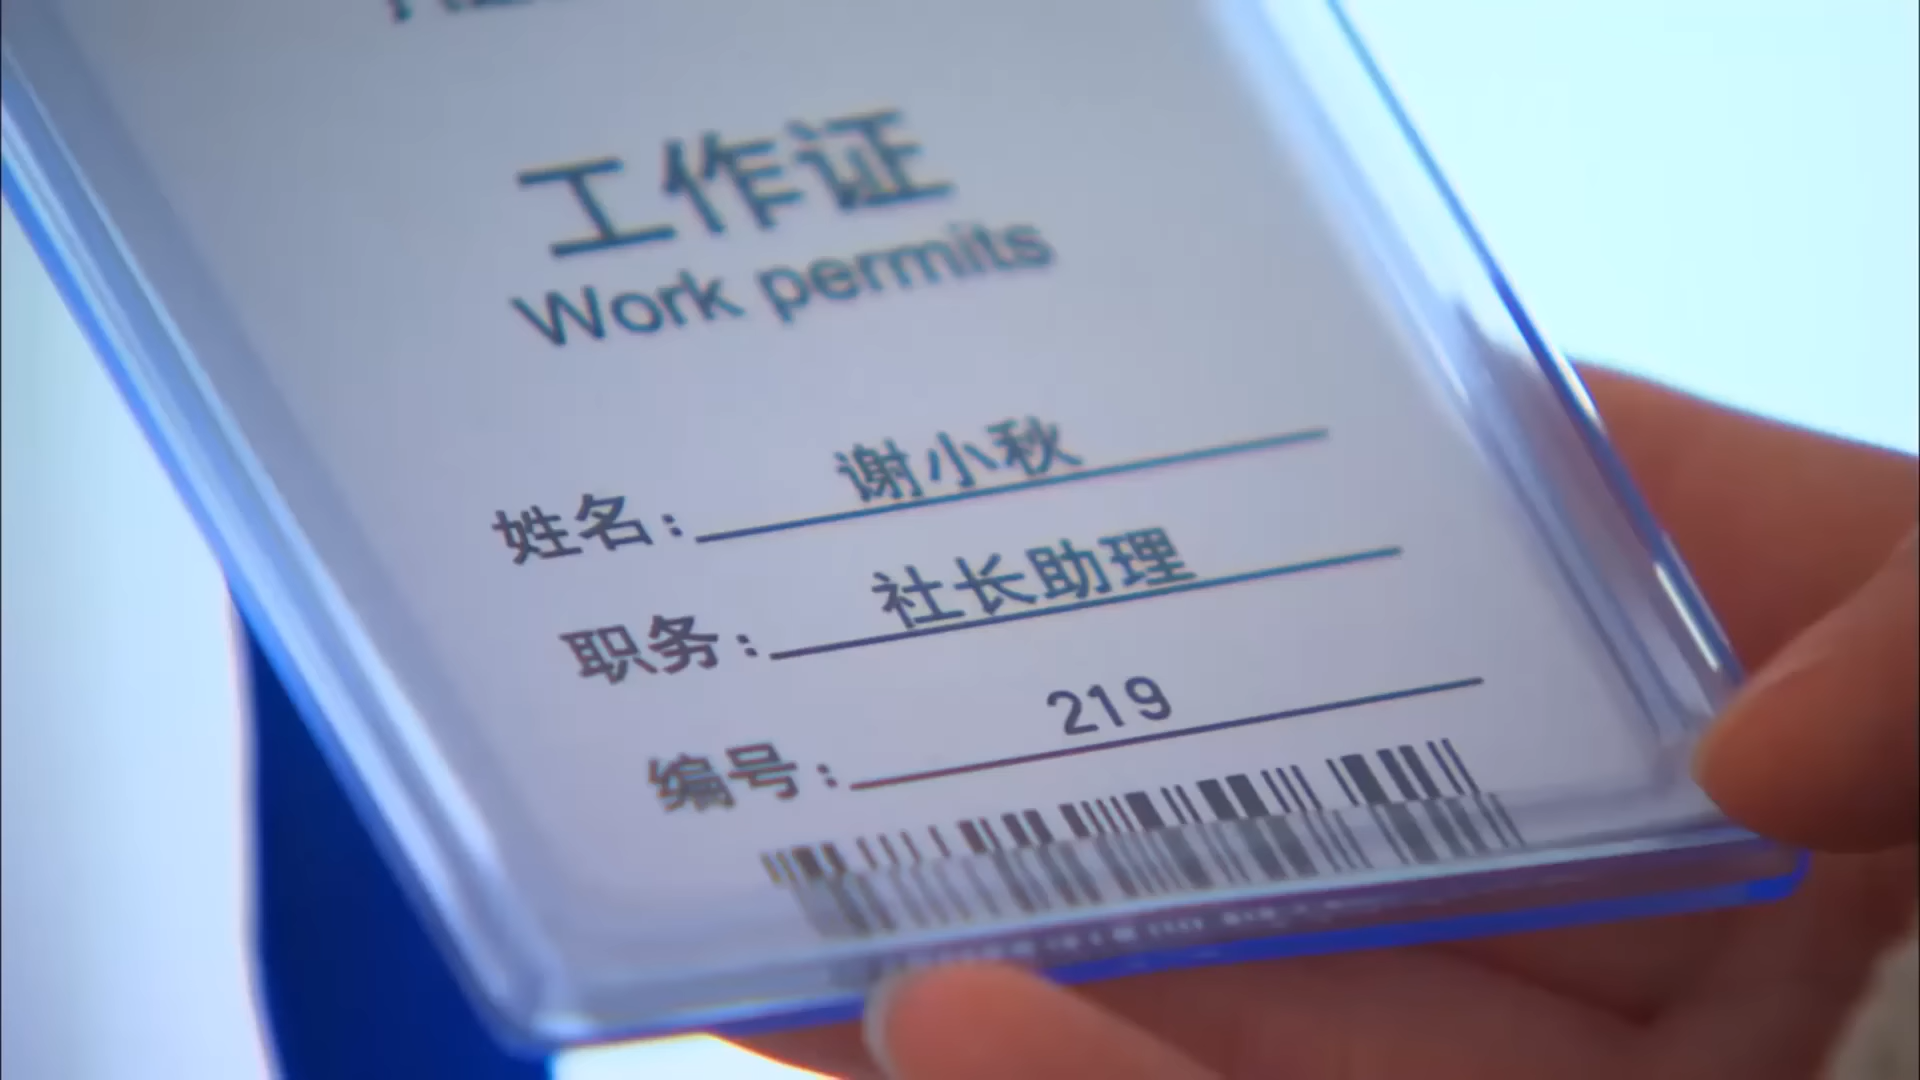 工作证
Work permits
姓名：谢小秋
职务：社长助理
编号：219